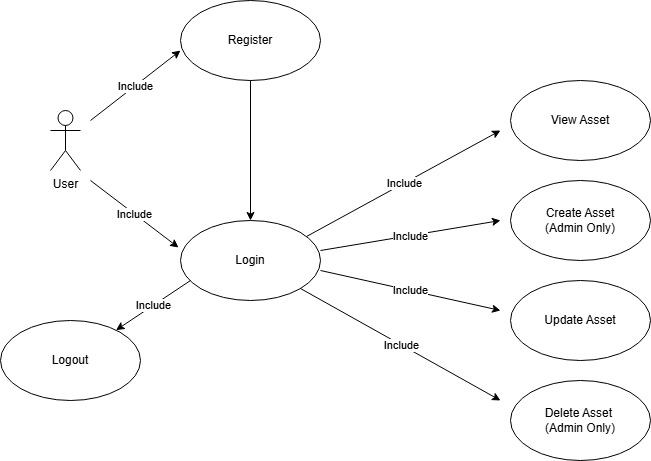 Register
Include
View Asset
User
Include
Include
Create Asset
(Admin Only)
Include
Login
Include
Include
Update Asset
Include
Logout
Delete Asset
(Admin Only)